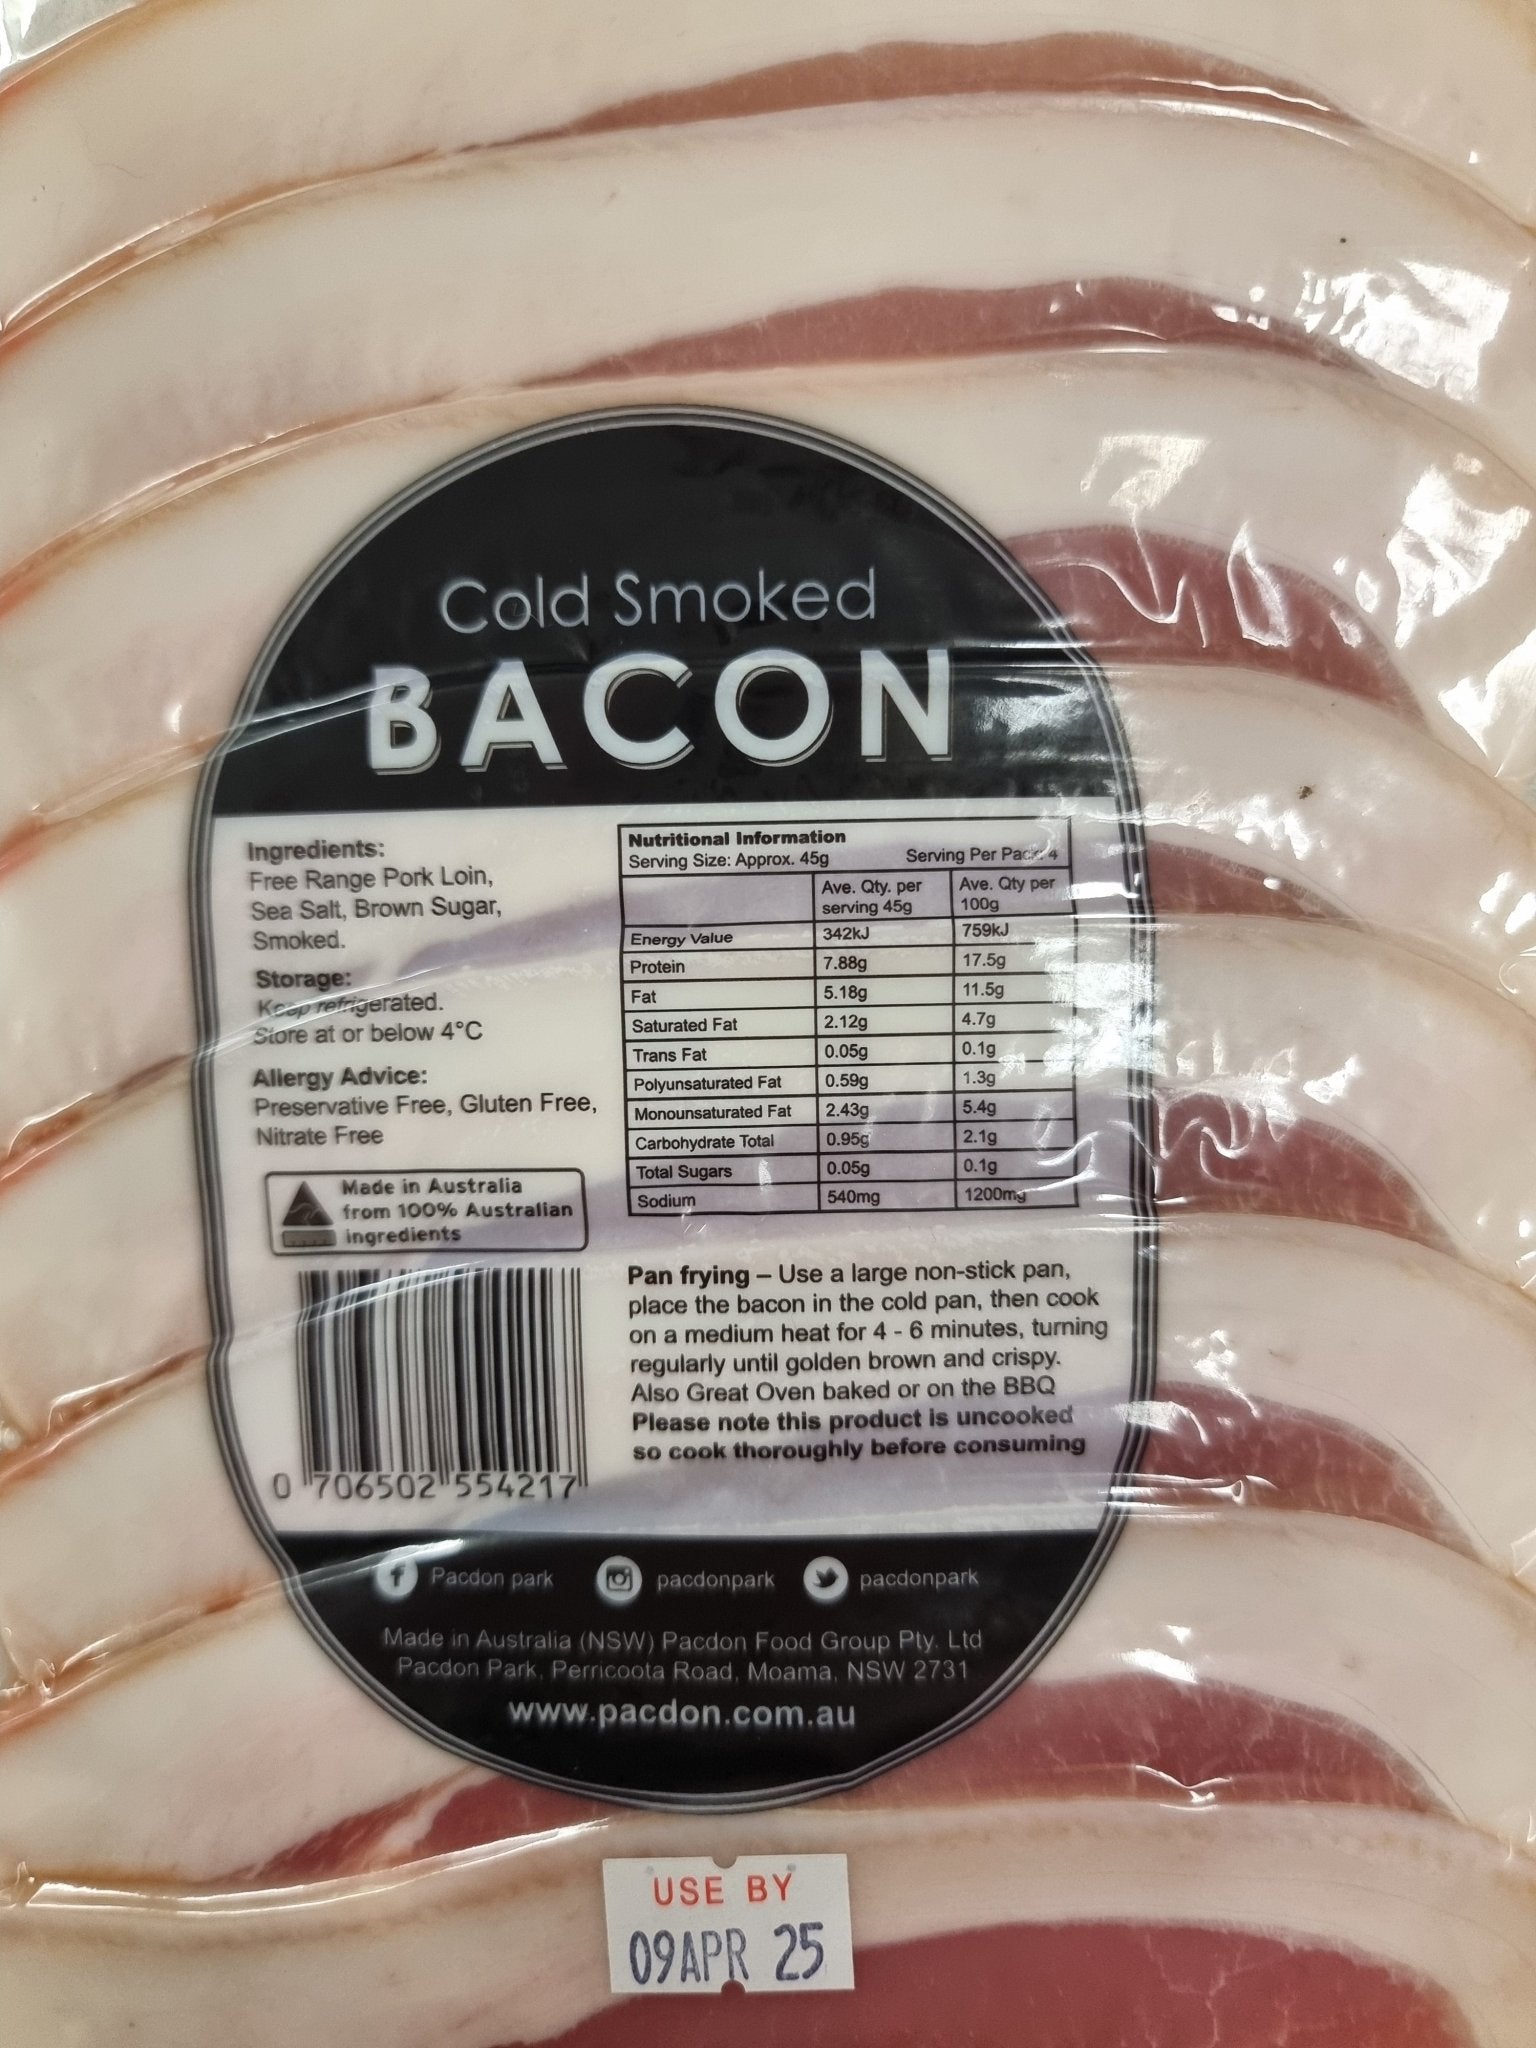 Cold Smoked
BACON
Ingredients:
Free Range Pork Loin,
Sea Salt, Brown Sugar,
Smoked.
Storage:
Keep refrigerated.
Store at or below 4°C
Allergy Advice:
Preservative Free, Gluten Free,
Nitrate Free
Made in Australia
from 100% Australian
ingredients
0 706502 554217
Nutritional Information
Serving Size: Approx. 45g Serving Per Pack: 4
Ave. Qty. per serving 45g Ave. Qty per 100g
Energy Value 342kJ 759kJ
Protein 7.88g 17.5g
Fat 5.18g 11.5g
Saturated Fat 2.12g 4.7g
Trans Fat 0.05g 0.1g
Polyunsaturated Fat 0.59g 1.3g
Monounsaturated Fat 2.43g 5.4g
Carbohydrate Total 0.95g 2.1g
Total Sugars 0.05g 0.1g
Sodium 540mg 1200mg
Pan frying – Use a large non-stick pan,
place the bacon in the cold pan, then cook
on a medium heat for 4 - 6 minutes, turning
regularly until golden brown and crispy.
Also Great Oven baked or on the BBQ
Please note this product is uncooked
so cook thoroughly before consuming
Pacdon park pacdonpark pacdonpark
Made in Australia (NSW) Pacdon Food Group Pty. Ltd
Pacdon Park, Perricoota Road, Moama, NSW 2731
www.pacdon.com.au
USE BY
09APR 25